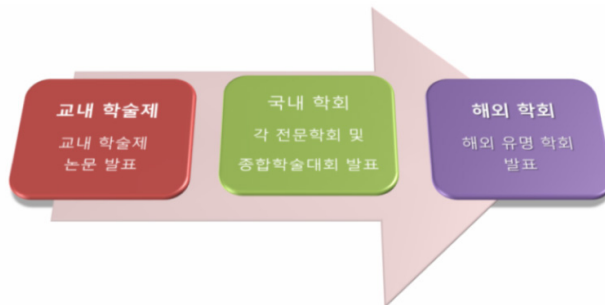 교내 학술제
교내 학술제
논문 발표
국내 학회
각 전문학회 및
종합학술대회 발표
해외 학회
해외 유명 학회
발표